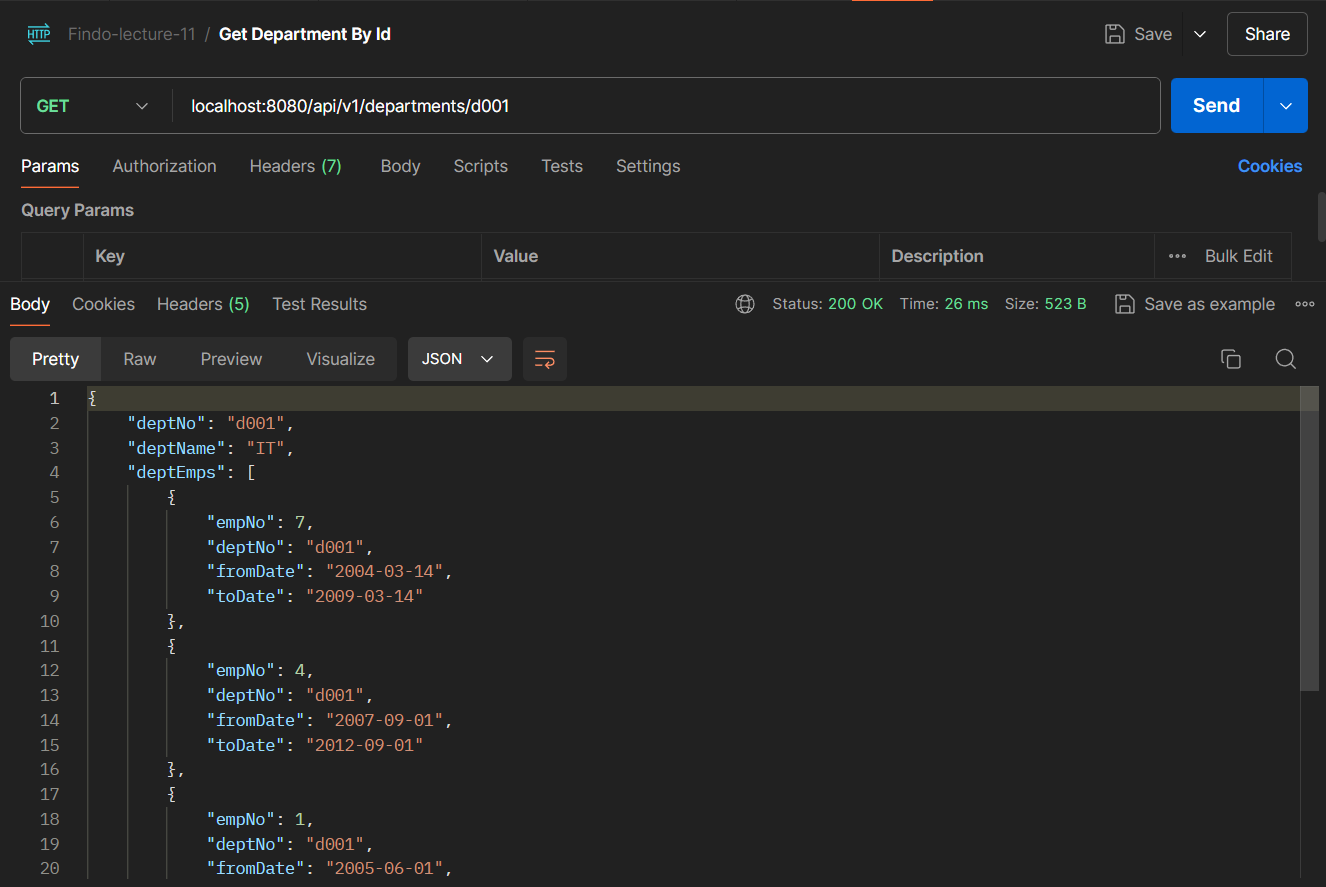 HTTP Findo-lecture-11 / Get Department By Id Save Share
GET localhost:8080/api/v1/departments/d001 Send
Params Authorization Headers (7) Body Scripts Tests Settings Cookies
Query Params
Key Value Description ••• Bulk Edit
Body Cookies Headers (5) Test Results Status: 200 OK Time: 26 ms Size: 523 B Save as example •••
Pretty Raw Preview Visualize JSON
1 {
2 "deptNo": "d001",
3 "deptName": "IT",
4 "deptEmps": [
5 {
6 "empNo": 7,
7 "deptNo": "d001",
8 "fromDate": "2004-03-14",
9 "toDate": "2009-03-14"
10 },
11 {
12 "empNo": 4,
13 "deptNo": "d001",
14 "fromDate": "2007-09-01",
15 "toDate": "2012-09-01"
16 },
17 {
18 "empNo": 1,
19 "deptNo": "d001",
20 "fromDate": "2005-06-01",